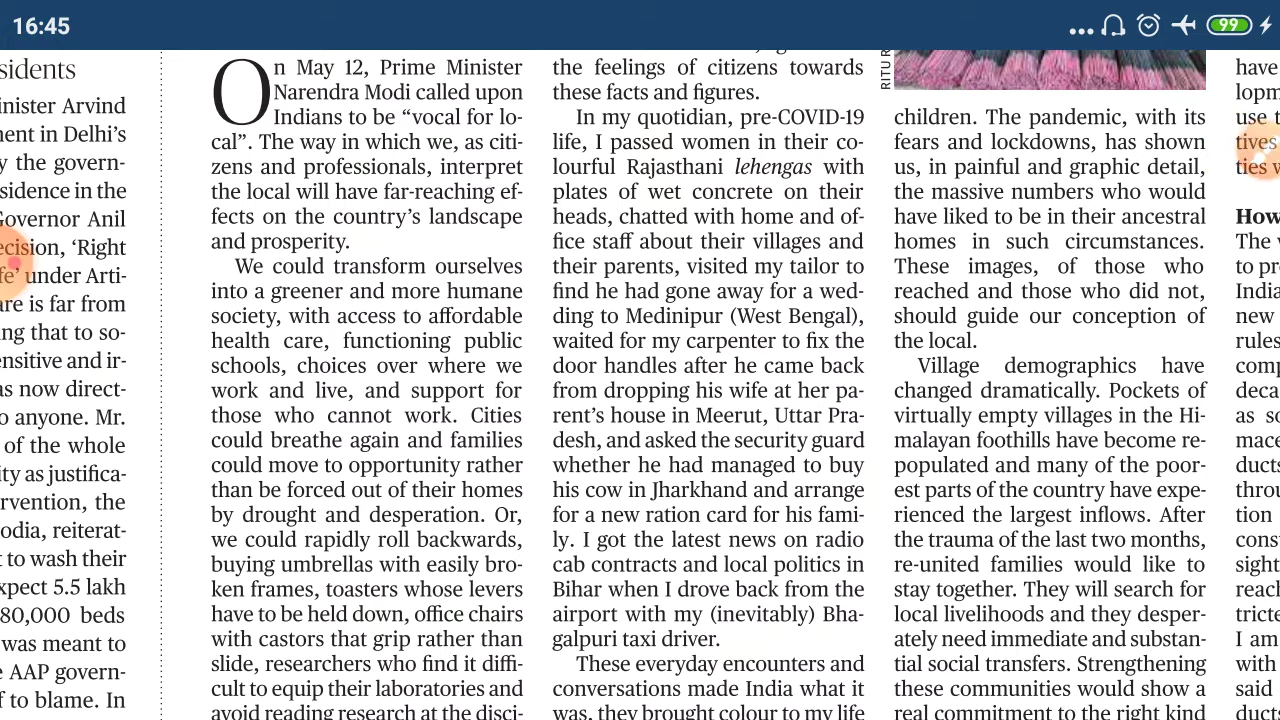 16:45
99
sidents
inister Arvind
nent in Delhi's
y the govern-
sidence in the
Governor Anil
ecision, 'Right
fe' under Arti-
are is far from
ng that to so-
ensitive and ir-
as now direct-
o anyone. Mr.
of the whole
ity as justifica-
rvention, the
odia, reiterat-
t to wash their
xpect 5.5 lakh
80,000 beds
was meant to
e AAP govern-
f to blame. In
On May 12, Prime Minister
Narendra Modi called upon
Indians to be “vocal for lo-
cal”. The way in which we, as citi-
zens and professionals, interpret
the local will have far-reaching ef-
fects on the country’s landscape
and prosperity.
We could transform ourselves
into a greener and more humane
society, with access to affordable
health care, functioning public
schools, choices over where we
work and live, and support for
those who cannot work. Cities
could breathe again and families
could move to opportunity rather
than be forced out of their homes
by drought and desperation. Or,
we could rapidly roll backwards,
buying umbrellas with easily bro-
ken frames, toasters whose levers
have to be held down, office chairs
with castors that grip rather than
slide, researchers who find it diffi-
cult to equip their laboratories and
avoid reading research at the disci-
the feelings of citizens towards
these facts and figures.
In my quotidian, pre-COVID-19
life, I passed women in their co-
lourful Rajasthani lehengas with
plates of wet concrete on their
heads, chatted with home and of-
fice staff about their villages and
their parents, visited my tailor to
find he had gone away for a wed-
ding to Medinipur (West Bengal),
waited for my carpenter to fix the
door handles after he came back
from dropping his wife at her pa-
rent’s house in Meerut, Uttar Pra-
desh, and asked the security guard
whether he had managed to buy
his cow in Jharkhand and arrange
for a new ration card for his fami-
ly. I got the latest news on radio
cab contracts and local politics in
Bihar when I drove back from the
airport with my (inevitably) Bha-
galpuri taxi driver.
These everyday encounters and
conversations made India what it
was, they brought colour to my life
RITU R
children. The pandemic, with its
fears and lockdowns, has shown
us, in painful and graphic detail,
the massive numbers who would
have liked to be in their ancestral
homes in such circumstances.
These images, of those who
reached and those who did not,
should guide our conception of
the local.
Village demographics have
changed dramatically. Pockets of
virtually empty villages in the Hi-
malayan foothills have become re-
populated and many of the poor-
est parts of the country have expe-
rienced the largest inflows. After
the trauma of the last two months,
re-united families would like to
stay together. They will search for
local livelihoods and they desper-
ately need immediate and substan-
tial social transfers. Strengthening
these communities would show a
real commitment to the right kind
have
lopm
use t
tives
ties w
How
The v
to pr
India
new
rules
comp
deca
as so
mace
ducts
throu
tion
cons
sight
reacl
tricte
I am
with
said
duct